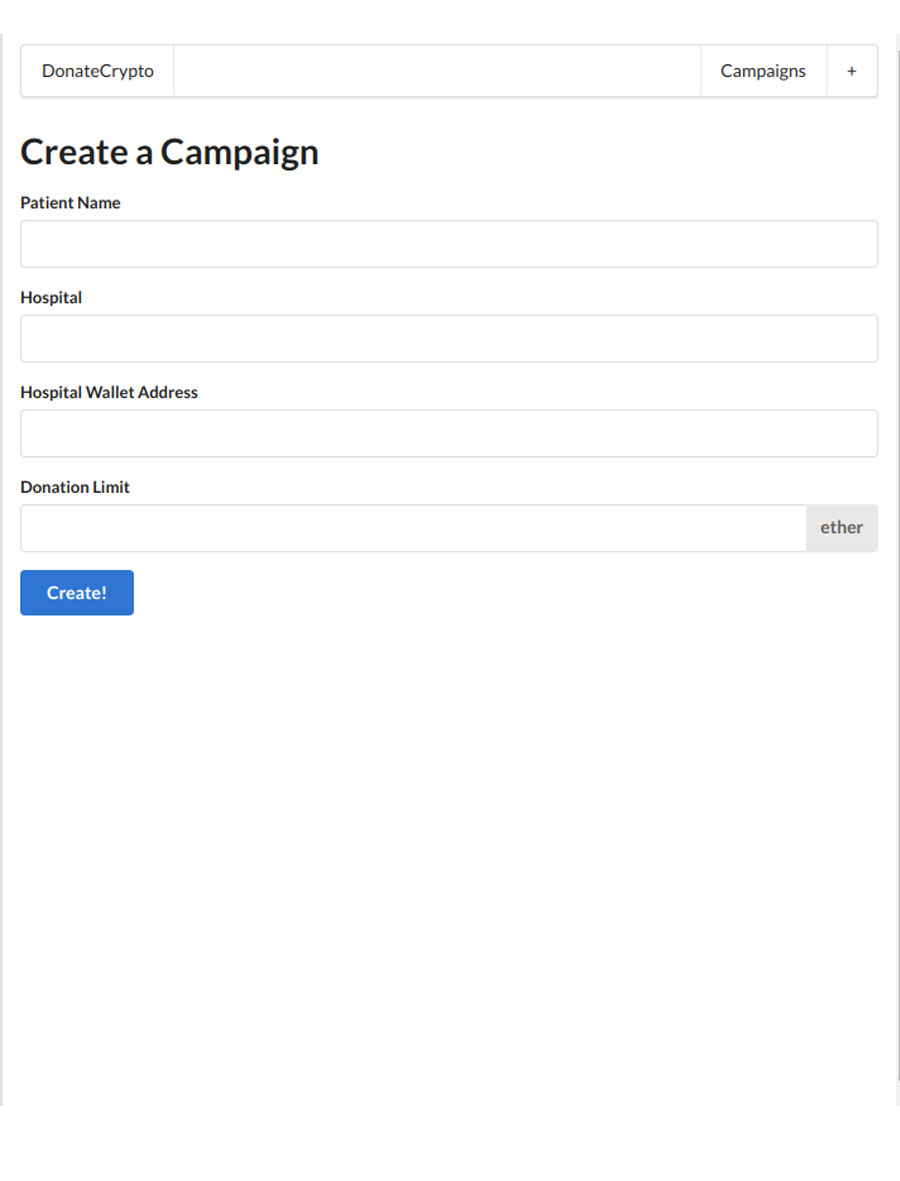 DonateCrypto Campaigns +
Create a Campaign
Patient Name
Hospital
Hospital Wallet Address
Donation Limit
ether
Create!